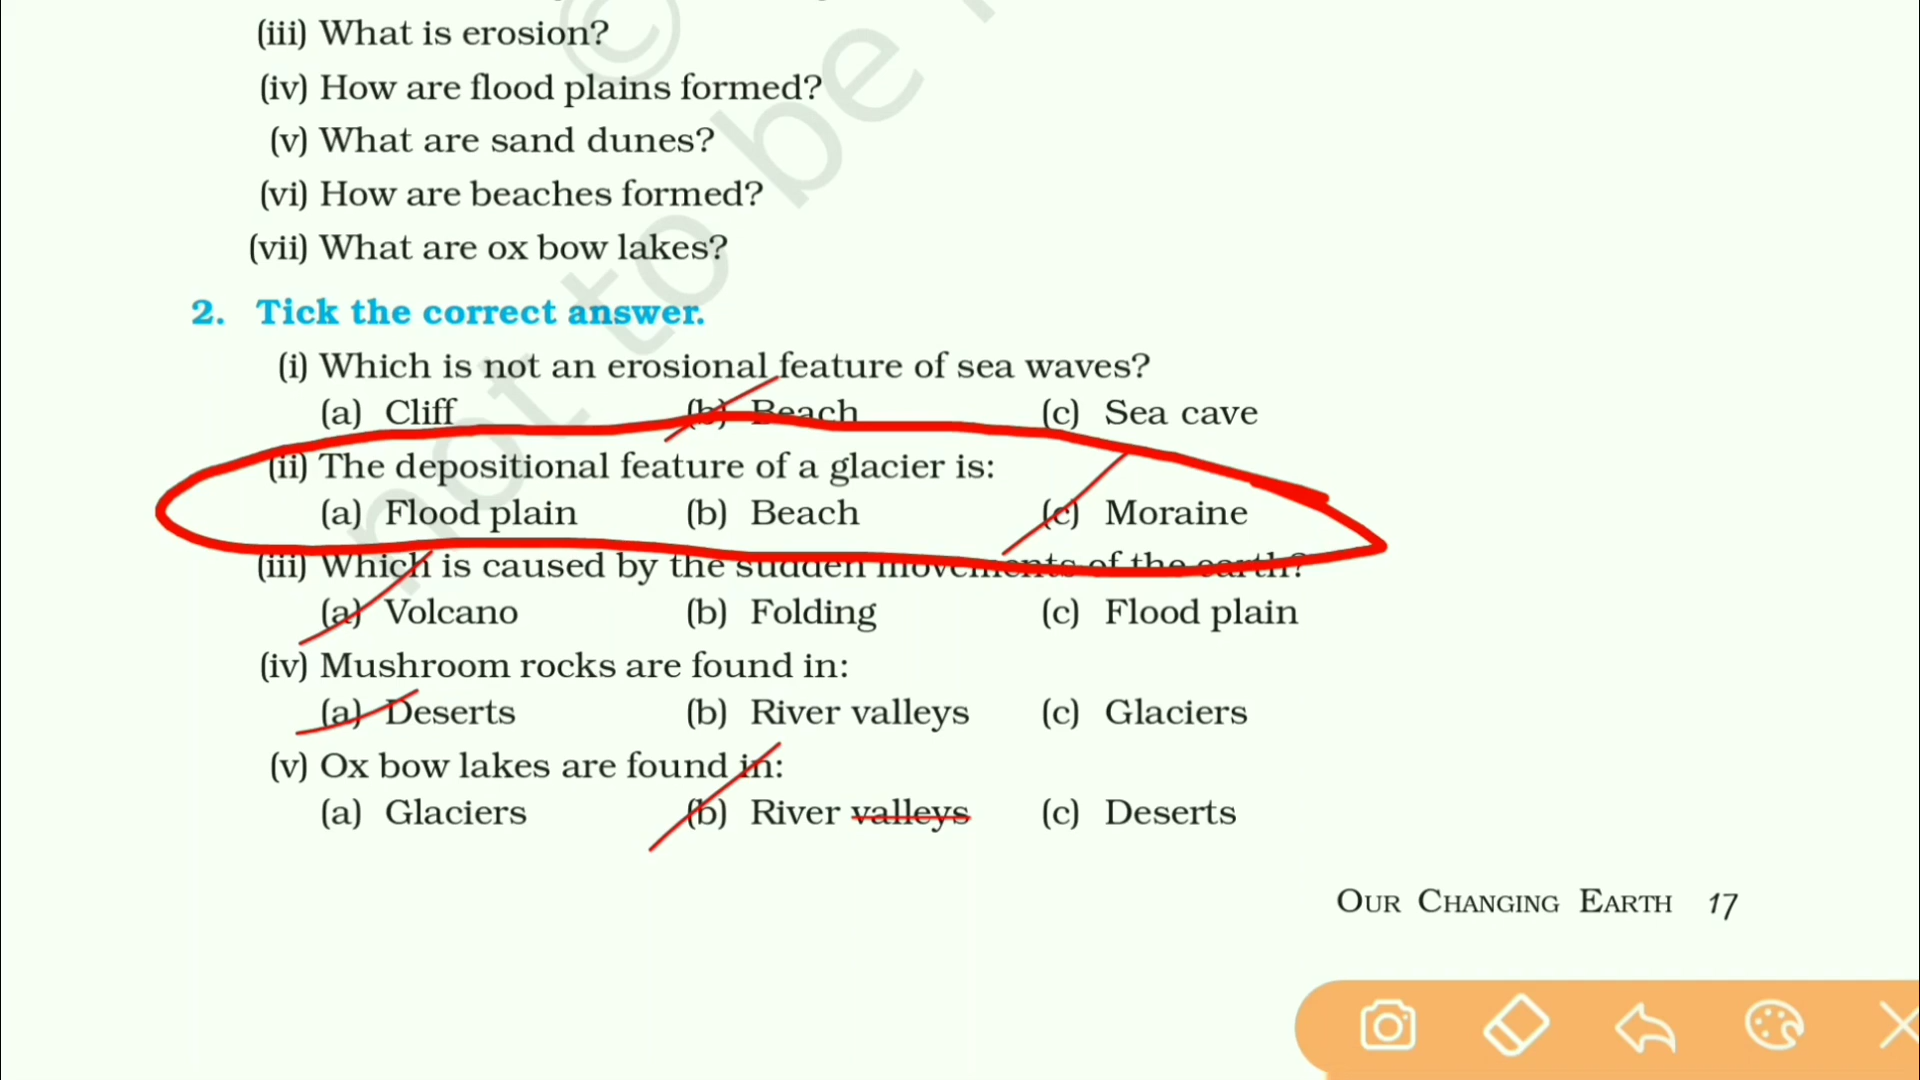 (iii) What is erosion?
(iv) How are flood plains formed?
(v) What are sand dunes?
(vi) How are beaches formed?
(vii) What are ox bow lakes?
2. Tick the correct answer.
(i) Which is not an erosional feature of sea waves?
(a) Cliff (b) Beach (c) Sea cave
(ii) The depositional feature of a glacier is:
(a) Flood plain (b) Beach (c) Moraine
(iii) Which is caused by the sudden movements of the earth?
(a) Volcano (b) Folding (c) Flood plain
(iv) Mushroom rocks are found in:
(a) Deserts (b) River valleys (c) Glaciers
(v) Ox bow lakes are found in:
(a) Glaciers (b) River valleys (c) Deserts
OUR CHANGING EARTH 17
© not to be